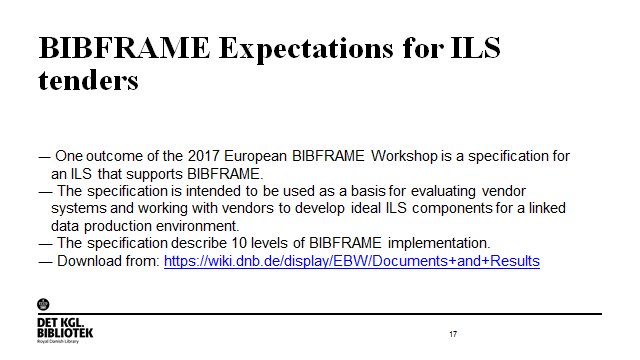 BIBFRAME Expectations for ILS
tenders
— One outcome of the 2017 European BIBFRAME Workshop is a specification for
an ILS that supports BIBFRAME.
— The specification is intended to be used as a basis for evaluating vendor
systems and working with vendors to develop ideal ILS components for a linked
data production environment.
— The specification describe 10 levels of BIBFRAME implementation.
— Download from: https://wiki.dnb.de/display/EBW/Documents+and+Results
DET KGL.
BIBLIOTEK
Royal Danish Library
17